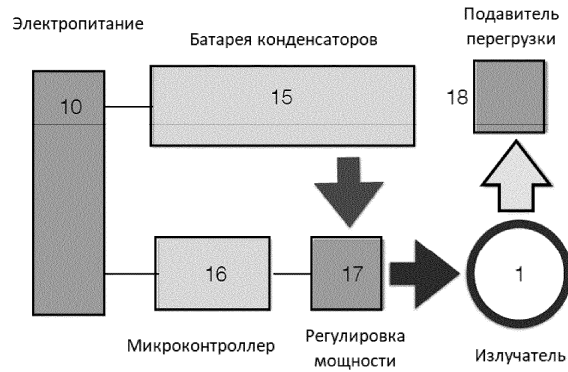 Электропитание
Батарея конденсаторов
Подавитель
перегрузки
10
15
18
16
17
1
Микроконтроллер
Регулировка
мощности
Излучатель